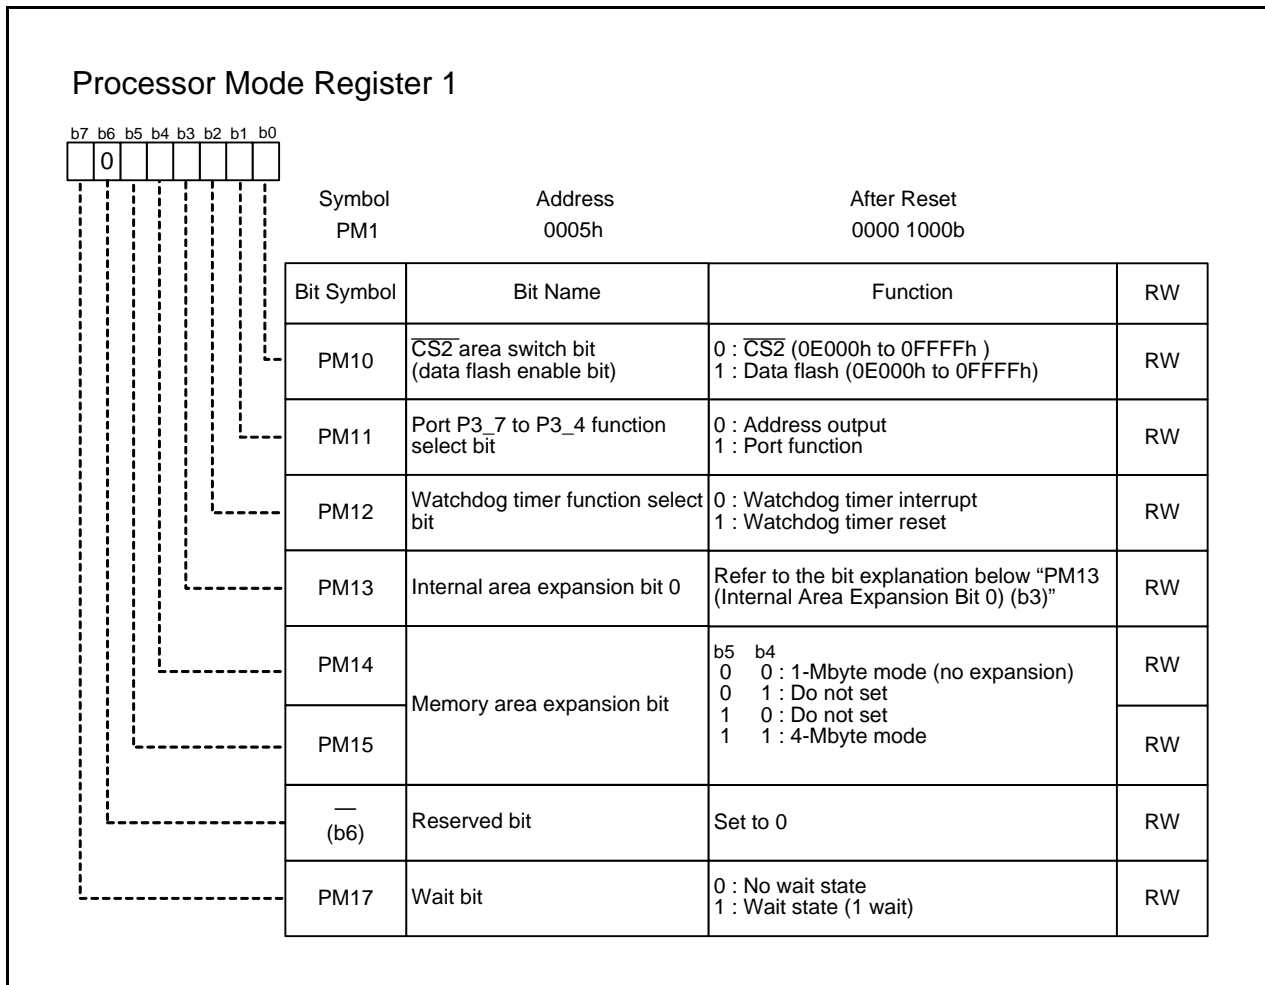 Processor Mode Register 1
b7 b6 b5 b4 b3 b2 b1 b0
0
Symbol Address After Reset
PM1 0005h 0000 1000b
Bit Symbol Bit Name Function RW
PM10 CS2 area switch bit (data flash enable bit) 0 : CS2 (0E000h to 0FFFFh ) RW
1 : Data flash (0E000h to 0FFFFh)
PM11 Port P3_7 to P3_4 function select bit 0 : Address output RW
1 : Port function
PM12 Watchdog timer function select bit 0 : Watchdog timer interrupt RW
1 : Watchdog timer reset
PM13 Internal area expansion bit 0 Refer to the bit explanation below “PM13 RW
(Internal Area Expansion Bit 0) (b3)”
PM14 Memory area expansion bit b5 b4 RW
0 0 : 1-Mbyte mode (no expansion)
0 1 : Do not set
1 0 : Do not set
1 1 : 4-Mbyte mode
PM15 RW
— (b6) Reserved bit Set to 0 RW
PM17 Wait bit 0 : No wait state RW
1 : Wait state (1 wait)